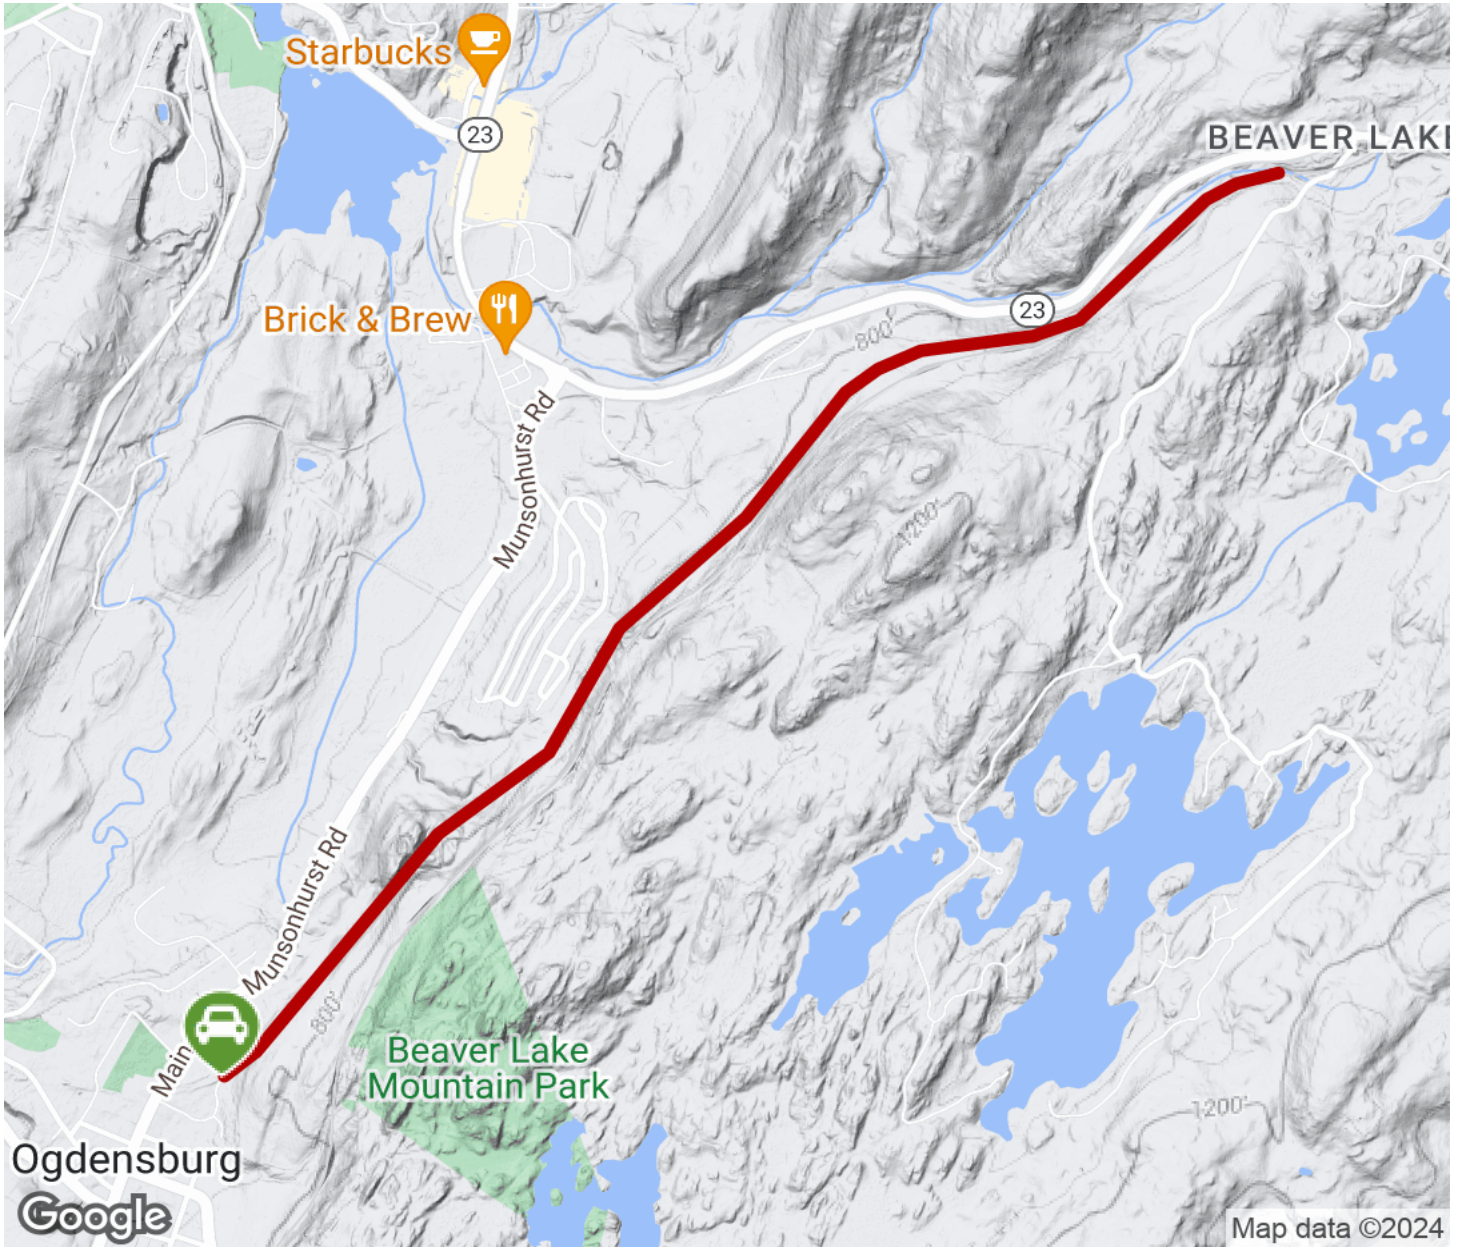 Starbucks
23
BEAVER LAKE
Brick & Brew
23
800'
Munsonhurst Rd
1200'
Munsonhurst Rd
800'
Main
Beaver Lake
Mountain Park
1200'
Ogdensburg
Google
Map data ©2024